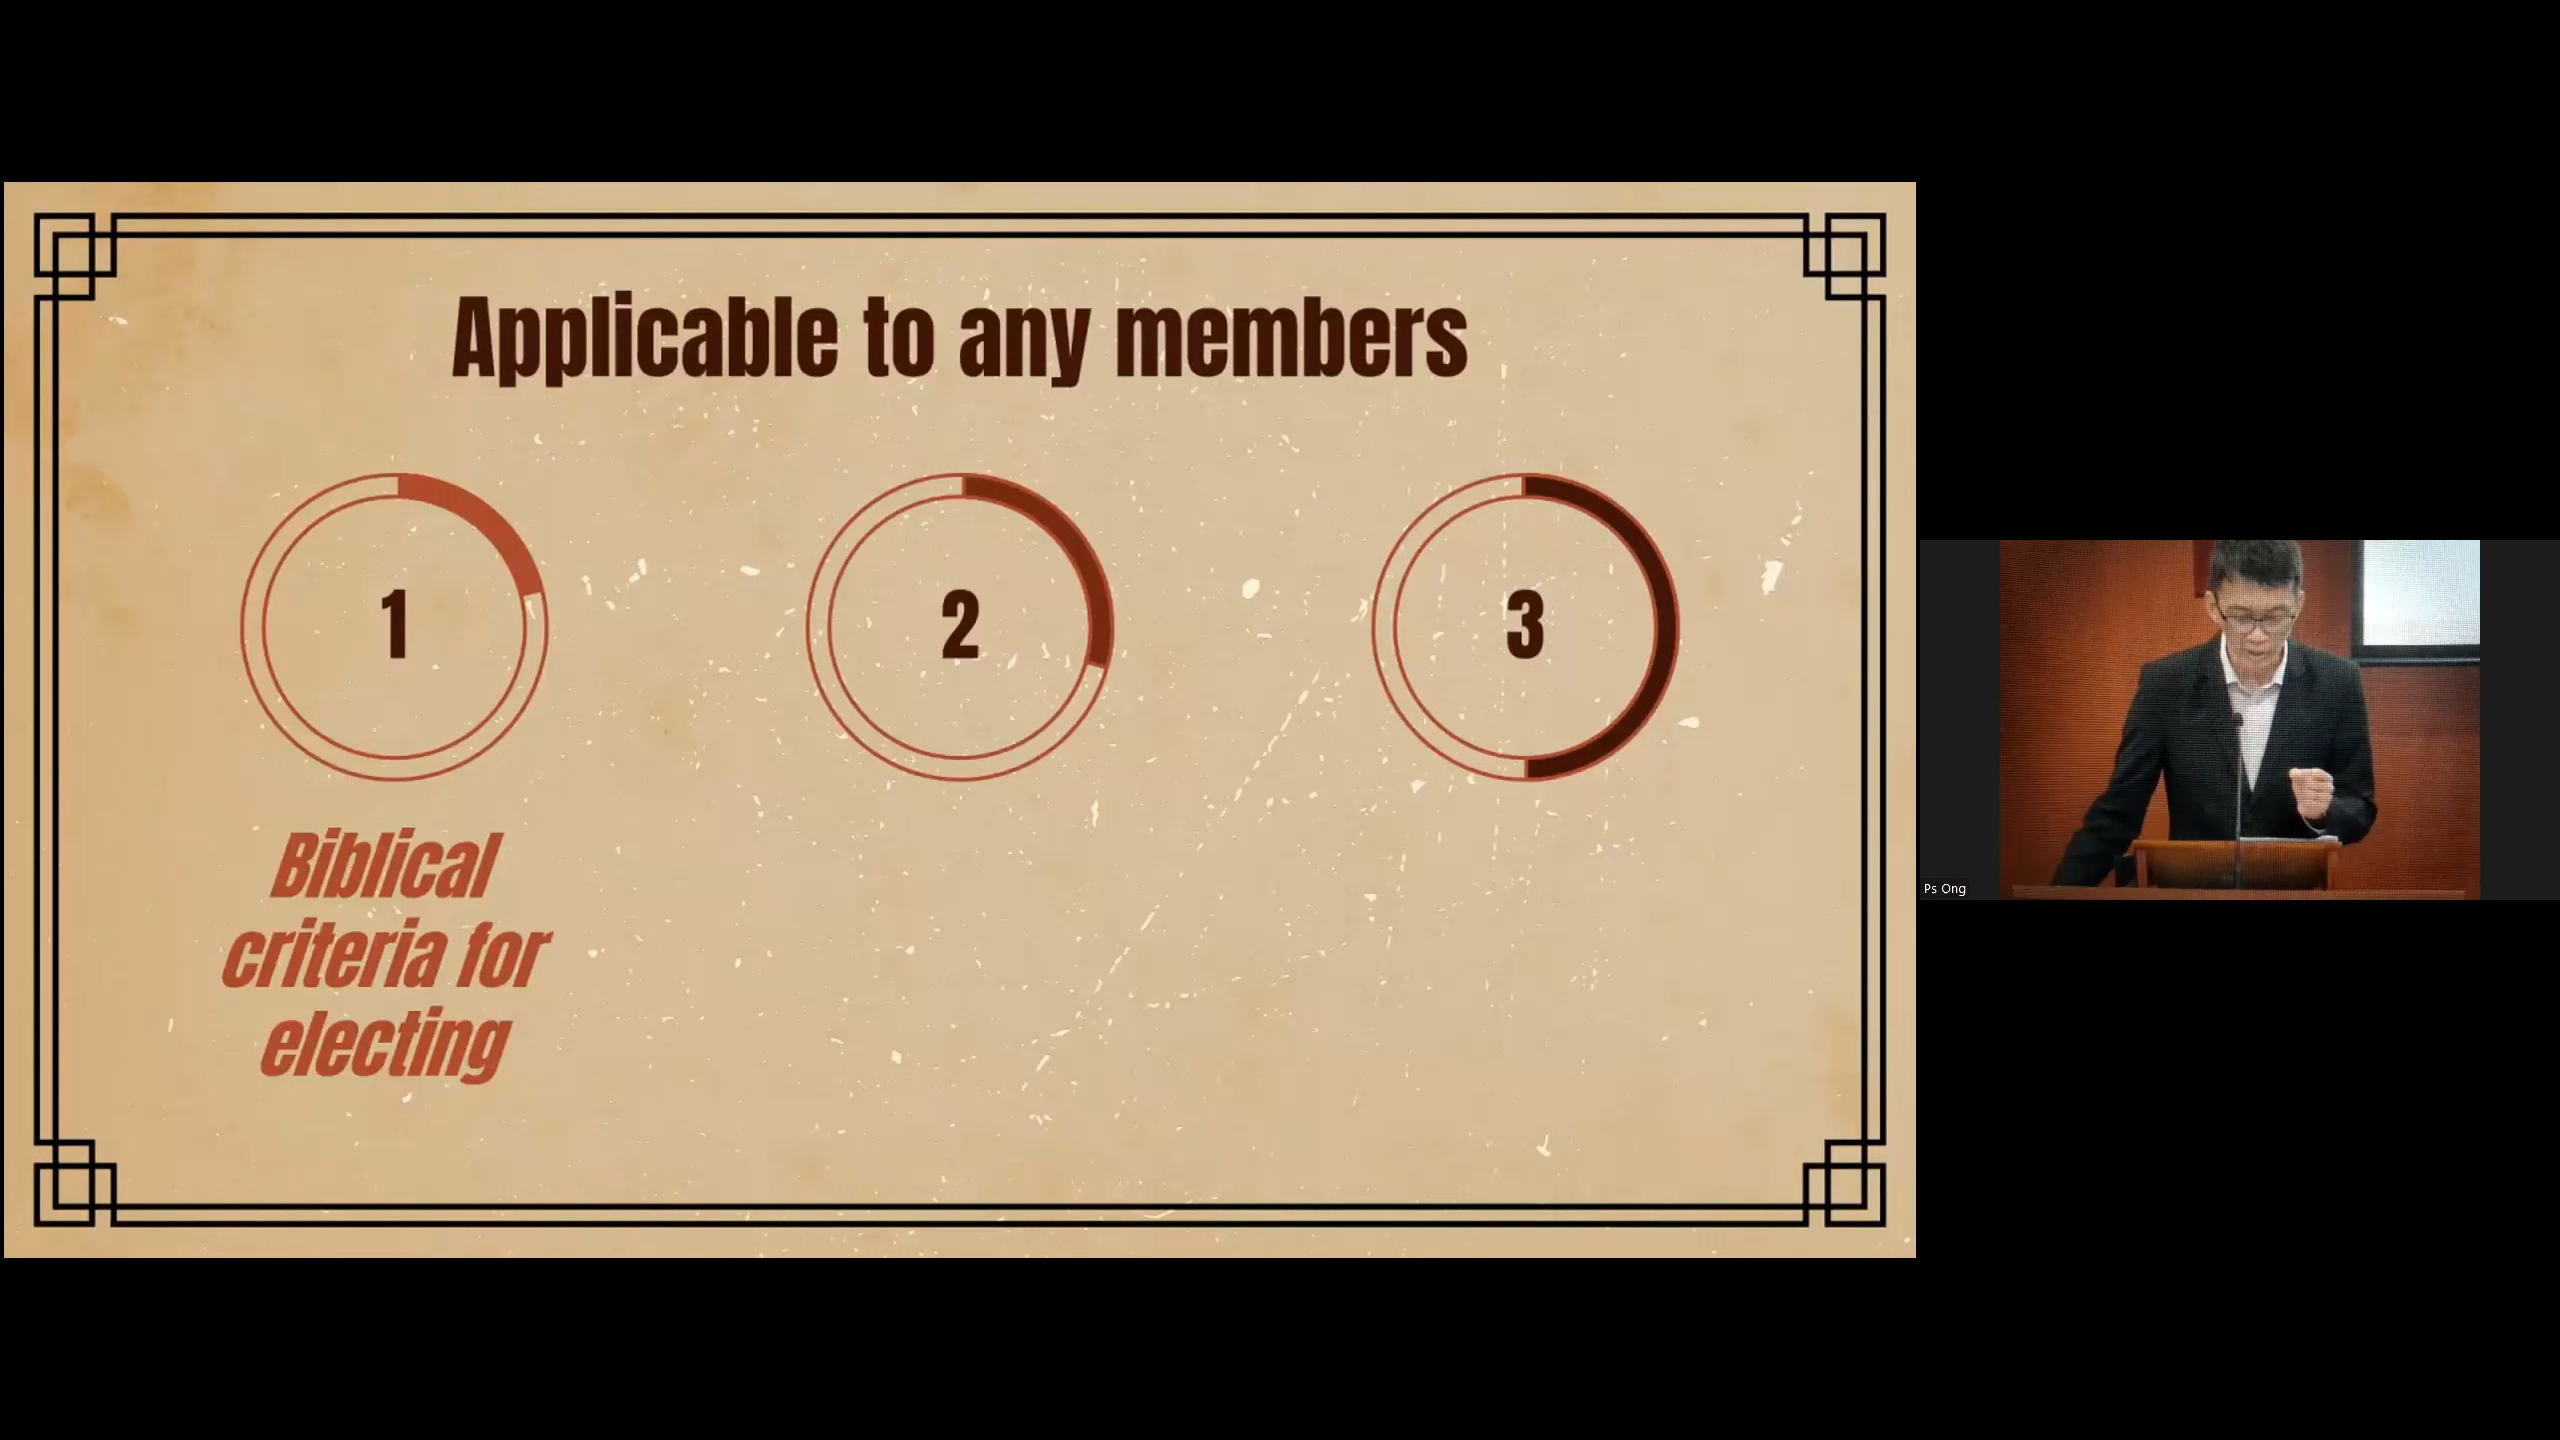 Applicable to any members
1
2
3
Biblical
criteria for
electing
Ps Ong